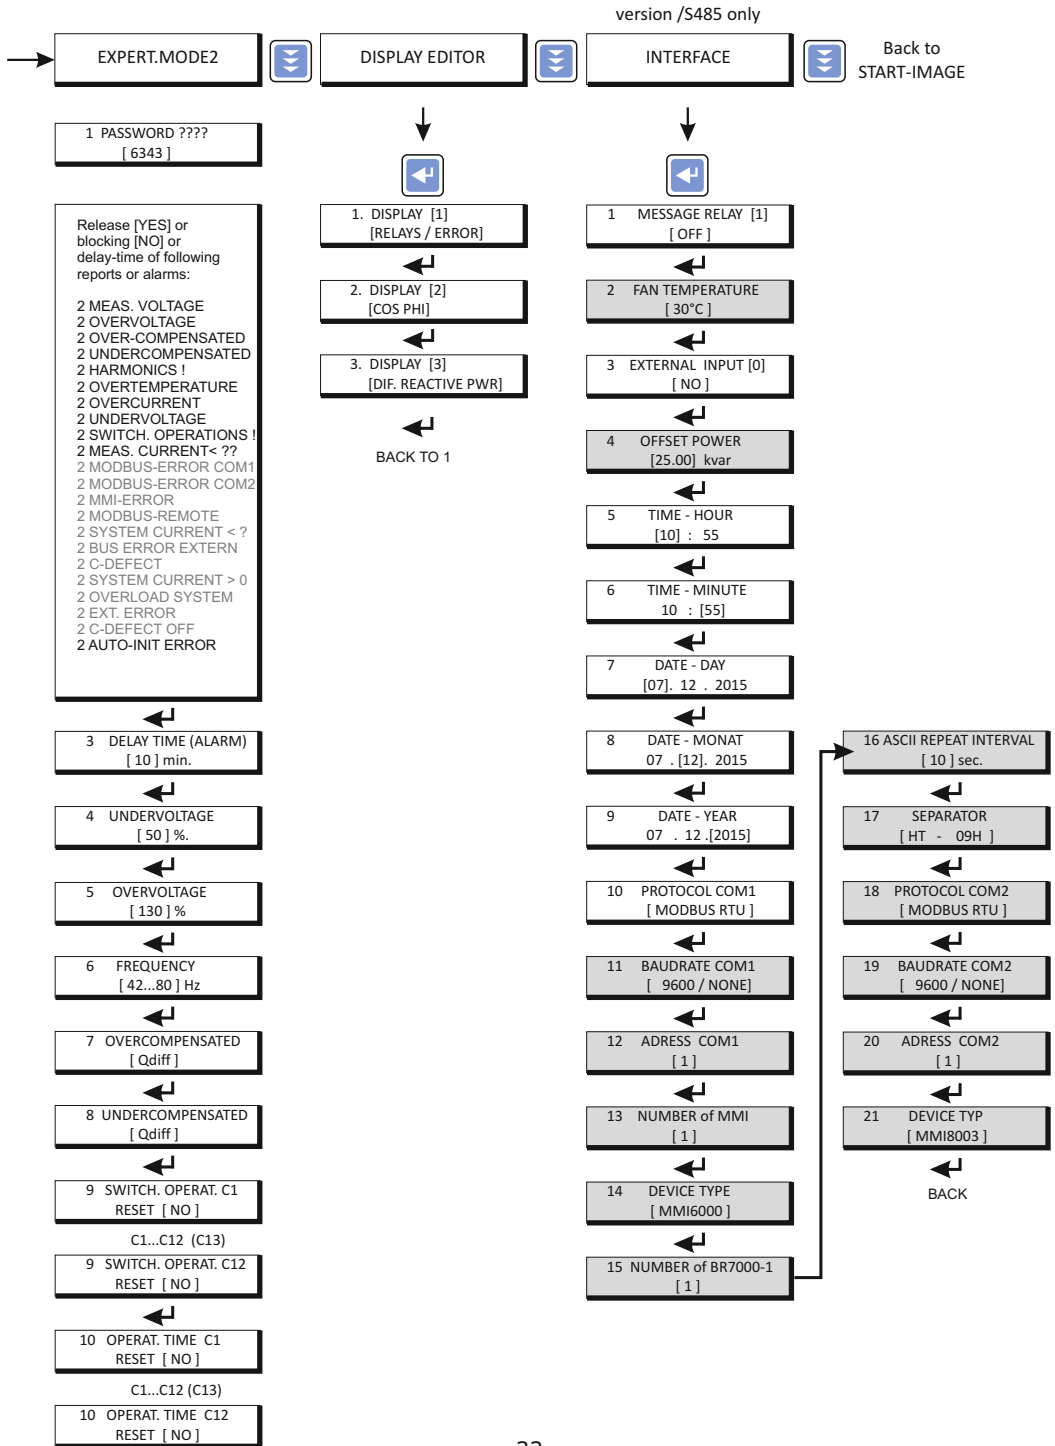 version /S485 only
EXPERT.MODE2
DISPLAY EDITOR
INTERFACE
Back to
START-IMAGE
1 PASSWORD ????
[ 6343 ]
Release [YES] or
blocking [NO] or
delay-time of following
reports or alarms:
2 MEAS. VOLTAGE
2 OVERVOLTAGE
2 OVER-COMPENSATED
2 UNDERCOMPENSATED
2 HARMONICS !
2 OVERTEMPERATURE
2 OVERCURRENT
2 UNDERVOLTAGE
2 SWITCH. OPERATIONS !
2 MEAS. CURRENT< ??
2 MODBUS-ERROR COM1
2 MODBUS-ERROR COM2
2 MMI-ERROR
2 MODBUS-REMOTE
2 SYSTEM CURRENT < ?
2 BUS ERROR EXTERN
2 C-DEFECT
2 SYSTEM CURRENT > 0
2 OVERLOAD SYSTEM
2 EXT. ERROR
2 C-DEFECT OFF
2 AUTO-INIT ERROR
3 DELAY TIME (ALARM)
[ 10 ] min.
4 UNDERVOLTAGE
[ 50 ] %.
5 OVERVOLTAGE
[ 130 ] %
6 FREQUENCY
[ 42...80 ] Hz
7 OVERCOMPENSATED
[ Qdiff ]
8 UNDERCOMPENSATED
[ Qdiff ]
9 SWITCH. OPERAT. C1
RESET [ NO ]
C1...C12 (C13)
9 SWITCH. OPERAT. C12
RESET [ NO ]
10 OPERAT. TIME C1
RESET [ NO ]
C1...C12 (C13)
10 OPERAT. TIME C12
RESET [ NO ]
1. DISPLAY [1]
[RELAYS / ERROR]
2. DISPLAY [2]
[COS PHI]
3. DISPLAY [3]
[DIF. REACTIVE PWR]
BACK TO 1
1 MESSAGE RELAY [1]
[ OFF ]
2 FAN TEMPERATURE
[ 30°C ]
3 EXTERNAL INPUT [0]
[ NO ]
4 OFFSET POWER
[25.00] kvar
5 TIME - HOUR
[10] : 55
6 TIME - MINUTE
10 : [55]
7 DATE - DAY
[07]. 12 . 2015
8 DATE - MONAT
07 . [12]. 2015
9 DATE - YEAR
07 . 12 .[2015]
10 PROTOCOL COM1
[ MODBUS RTU ]
11 BAUDRATE COM1
[ 9600 / NONE]
12 ADRESS COM1
[ 1 ]
13 NUMBER of MMI
[ 1 ]
14 DEVICE TYPE
[ MMI6000 ]
15 NUMBER of BR7000-1
[ 1 ]
16 ASCII REPEAT INTERVAL
[ 10 ] sec.
17 SEPARATOR
[ HT - 09H ]
18 PROTOCOL COM2
[ MODBUS RTU ]
19 BAUDRATE COM2
[ 9600 / NONE]
20 ADRESS COM2
[ 1 ]
21 DEVICE TYP
[ MMI8003 ]
BACK